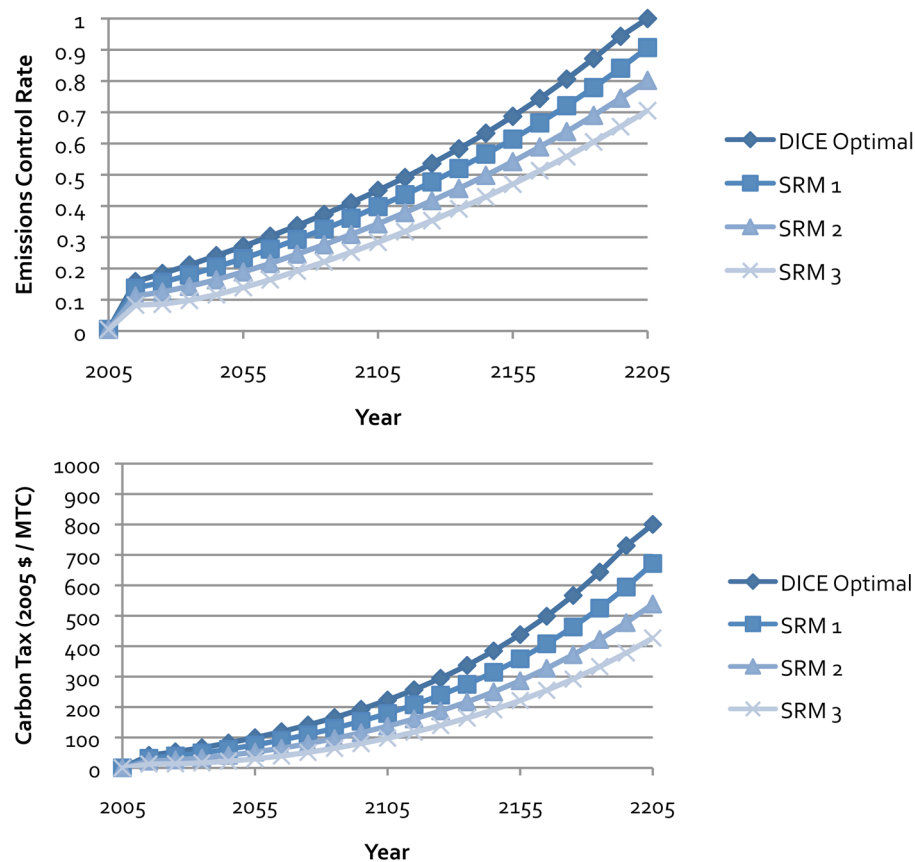 Emissions Control Rate
1
0.9
0.8
0.7
0.6
0.5
0.4
0.3
0.2
0.1
0
2005 2055 2105 2155 2205
Year
DICE Optimal
SRM 1
SRM 2
SRM 3
Carbon Tax (2005 $ / MTC)
1000
900
800
700
600
500
400
300
200
100
0
2005 2055 2105 2155 2205
Year
DICE Optimal
SRM 1
SRM 2
SRM 3